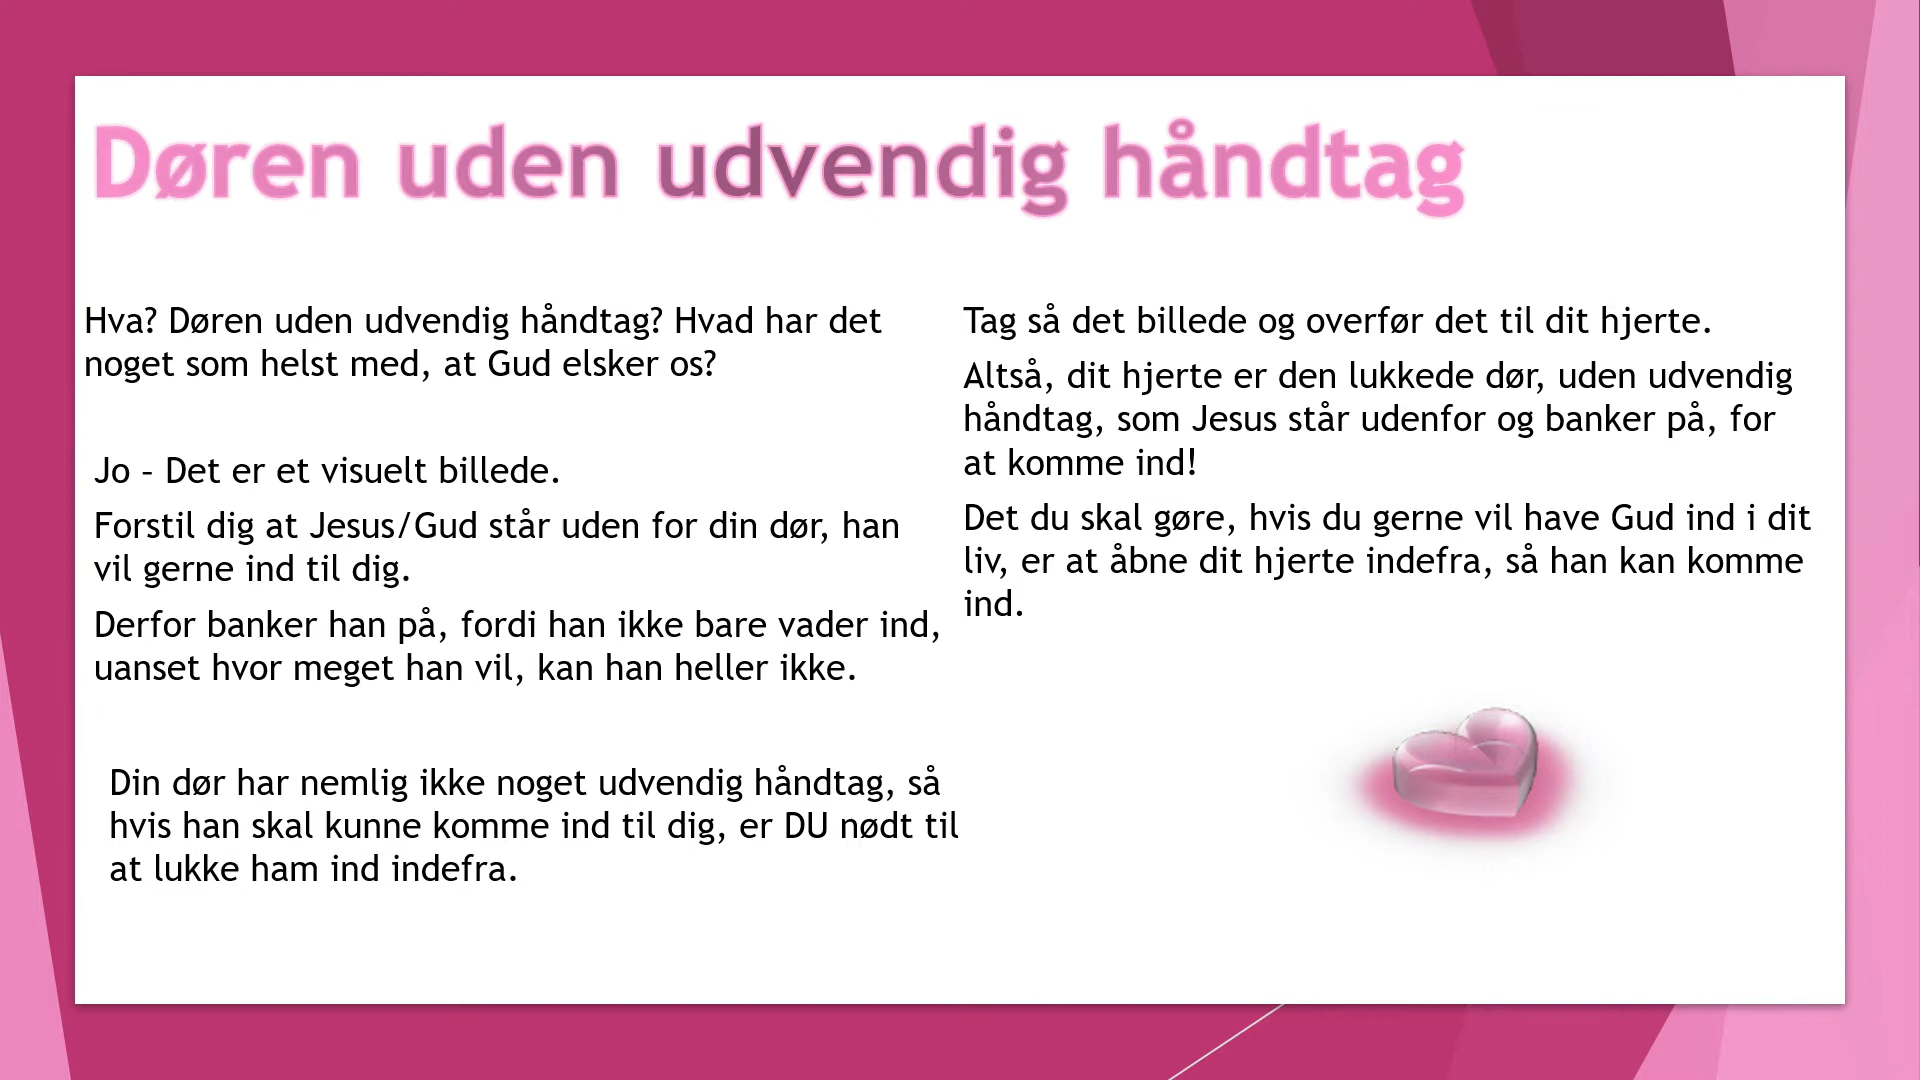 Døren uden udvendig håndtag
Hva? Døren uden udvendig håndtag? Hvad har det
noget som helst med, at Gud elsker os?
Jo – Det er et visuelt billede.
Forstil dig at Jesus/Gud står uden for din dør, han
vil gerne ind til dig.
Derfor banker han på, fordi han ikke bare vader ind,
uanset hvor meget han vil, kan han heller ikke.
Din dør har nemlig ikke noget udvendig håndtag, så
hvis han skal kunne komme ind til dig, er DU nødt til
at lukke ham ind indefra.
Tag så det billede og overfør det til dit hjerte.
Altså, dit hjerte er den lukkede dør, uden udvendig
håndtag, som Jesus står udenfor og banker på, for
at komme ind!
Det du skal gøre, hvis du gerne vil have Gud ind i dit
liv, er at åbne dit hjerte indefra, så han kan komme
ind.